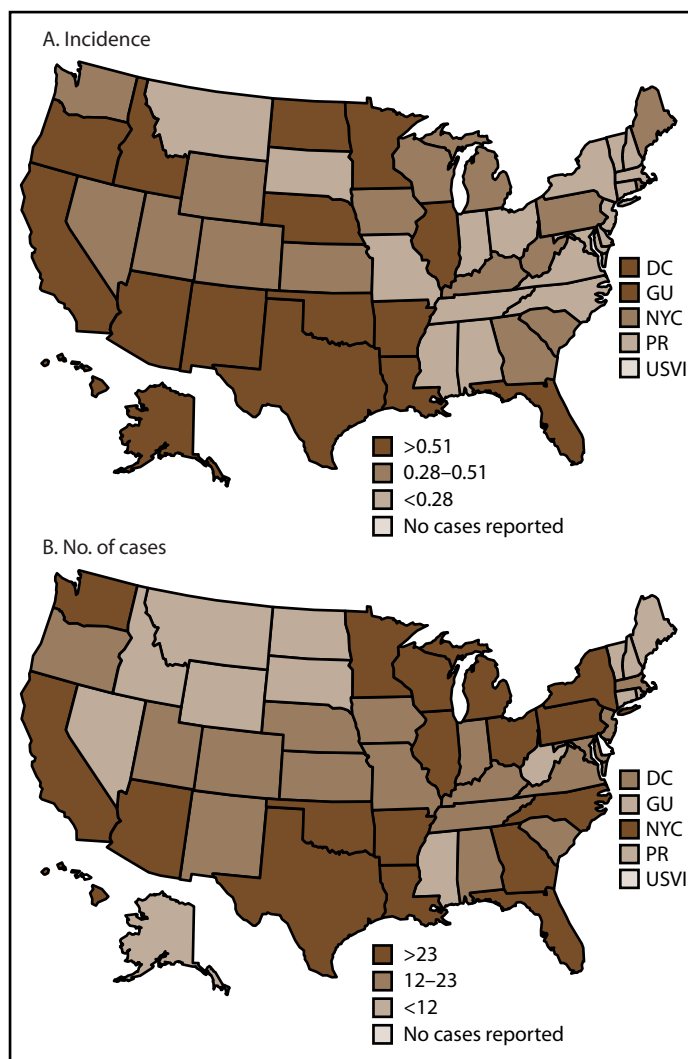 A. Incidence
DC
GU
NYC
PR
USVI
>0.51
0.28–0.51
<0.28
No cases reported
B. No. of cases
DC
GU
NYC
PR
USVI
>23
12–23
<12
No cases reported